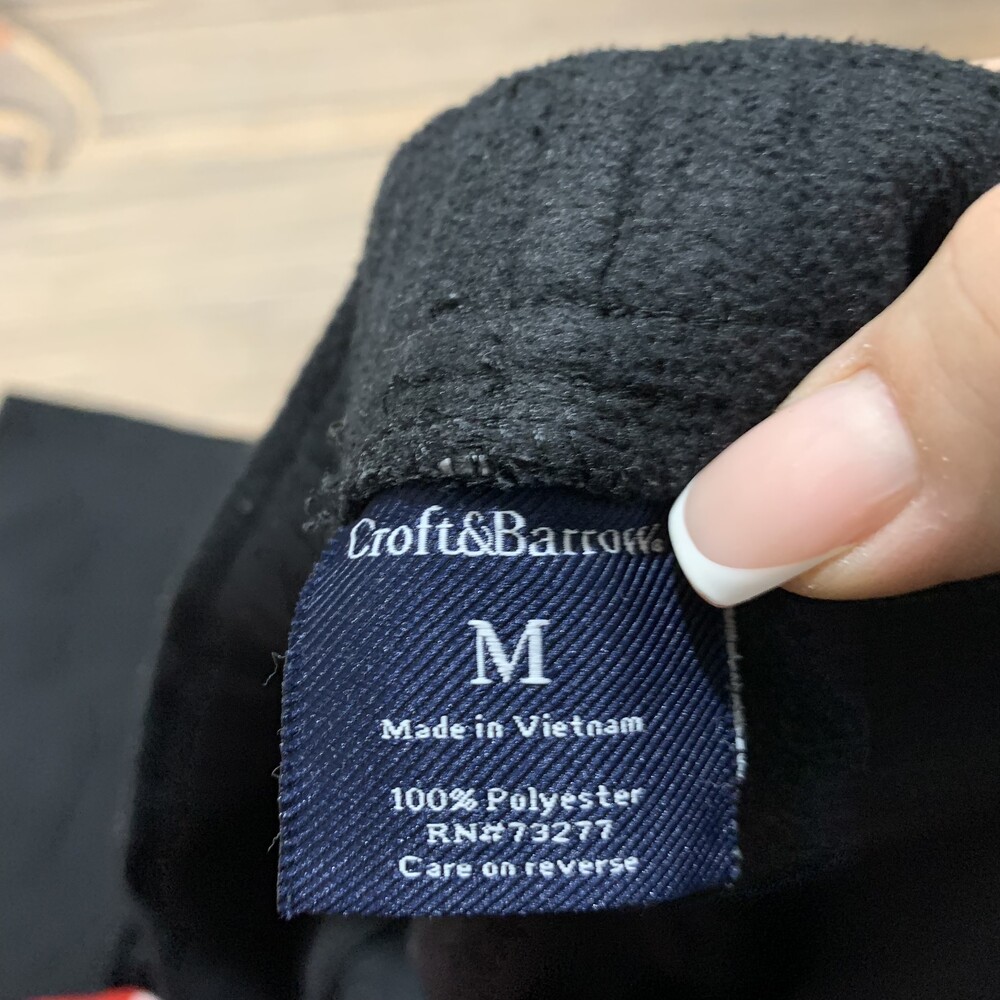 Croft&Barrow
M
Made in Vietnam
100% Polyester
RN#73277
Care on reverse